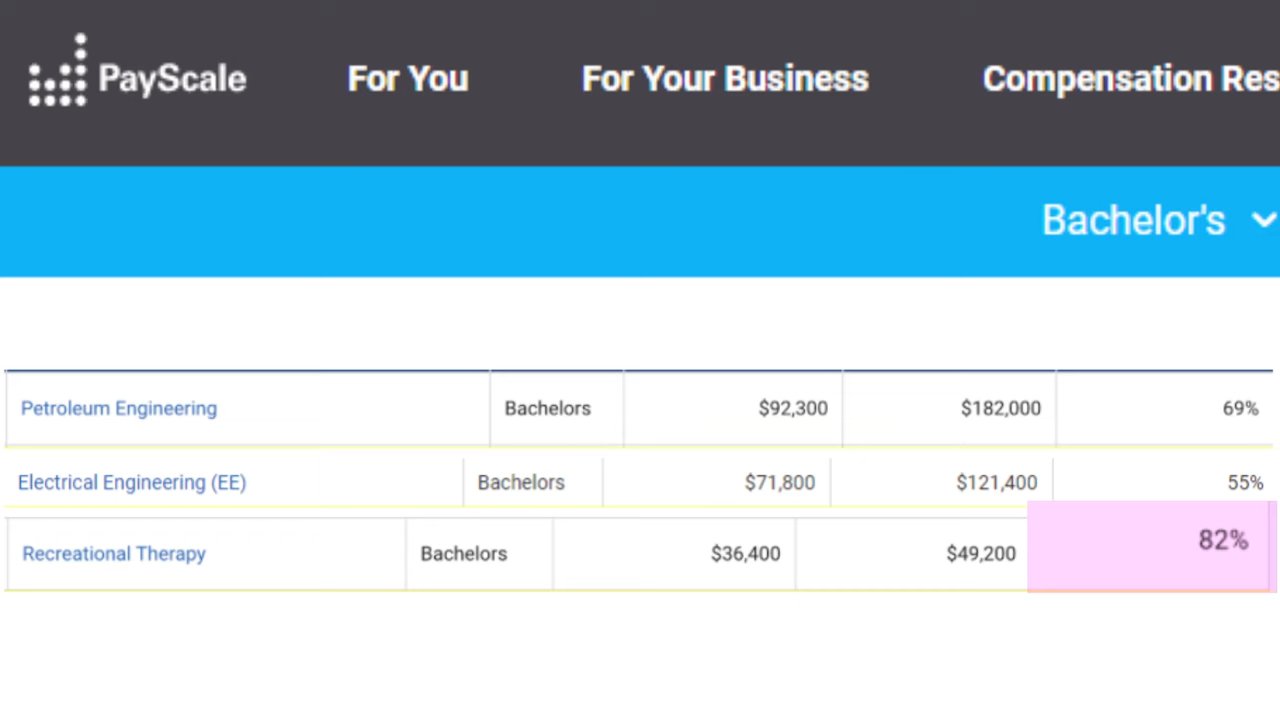 PayScale For You For Your Business Compensation Res
Bachelor's
Petroleum Engineering Bachelors $92,300 $182,000 69%
Electrical Engineering (EE) Bachelors $71,800 $121,400 55%
Recreational Therapy Bachelors $36,400 $49,200 82%